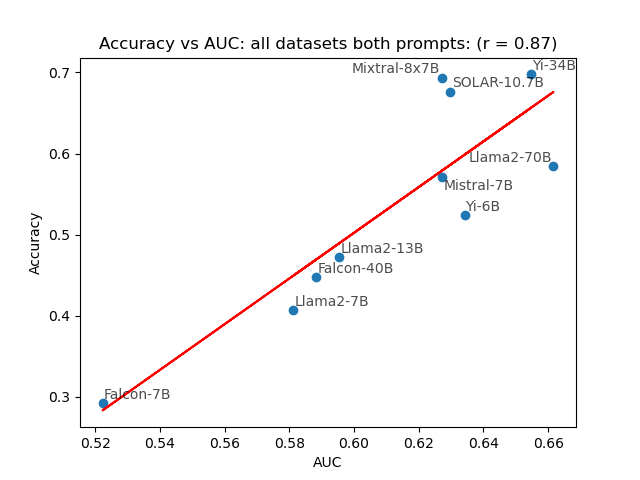 Accuracy vs AUC: all datasets both prompts: (r = 0.87)
Yi-34B
Mixtral-8x7B
0.7
SOLAR-10.7B
0.6
Llama2-70B
Mistral-7B
Yi-6B
Accuracy
0.5
Llama2-13B
Falcon-40B
0.4
Llama2-7B
0.3
Falcon-7B
0.52 0.54 0.56 0.58 0.60 0.62 0.64 0.66
AUC